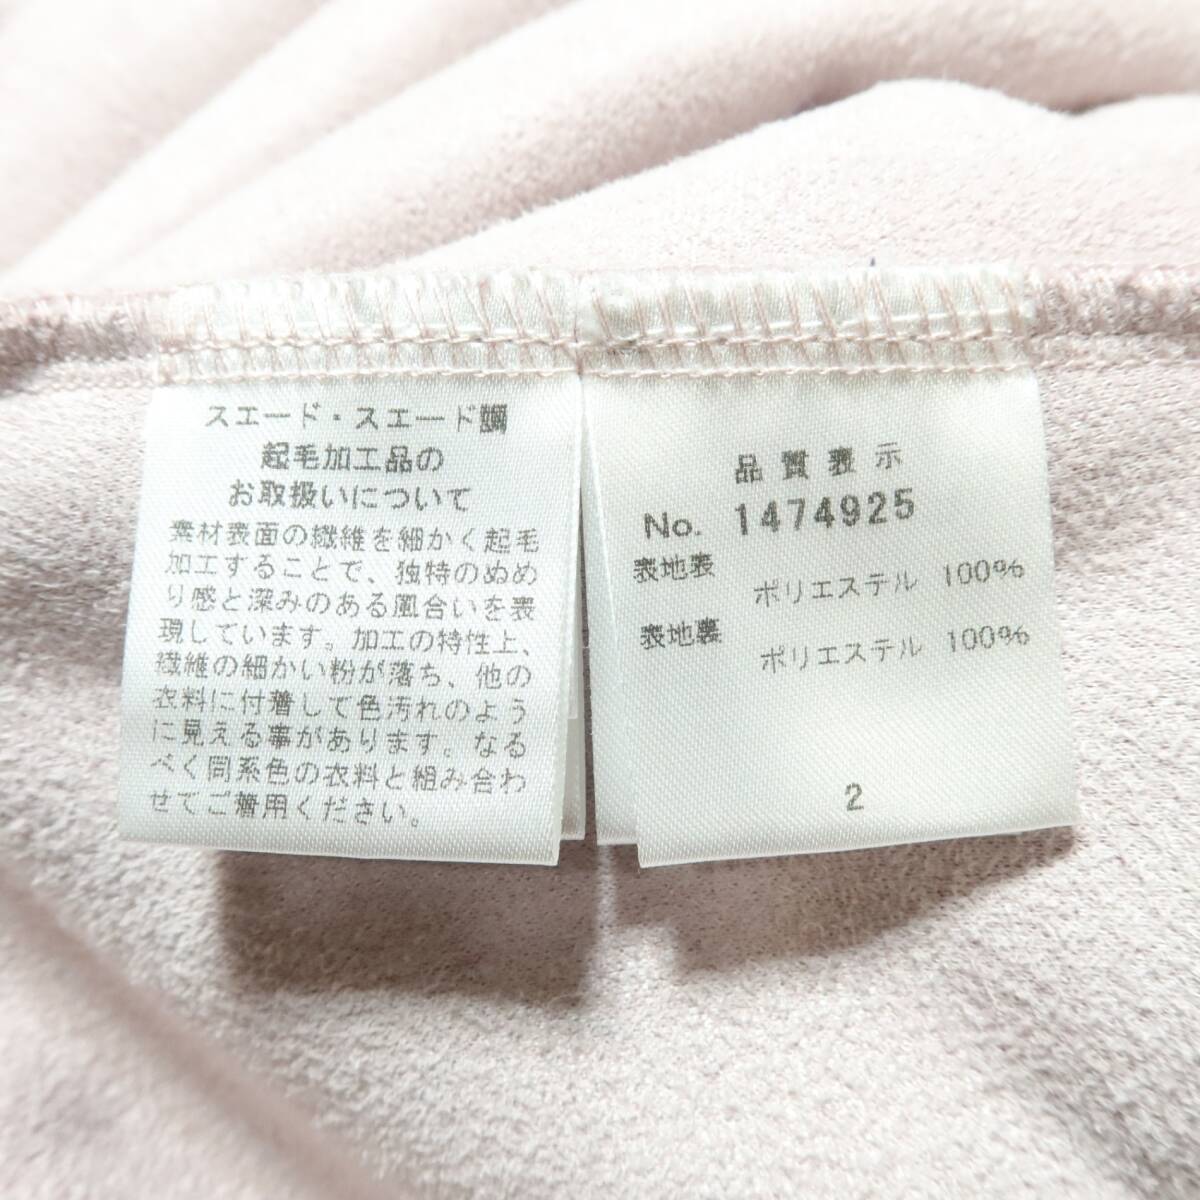 スエード・スエード調
起毛加工品の
お取扱いについて
素材表面の繊維を細かく起毛
加工することで、独特のぬめ
り感と深みのある風合いを表
現しています。加工の特性上、
繊維の細かい粉が落ち、他の
衣料に付着して色汚れのよう
に見える事があります。なる
べく同系色の衣料と組み合わ
せてご着用ください。
品質表示
No. 1474925
表地表
ポリエステル 100%
表地裏
ポリエステル 100%
2